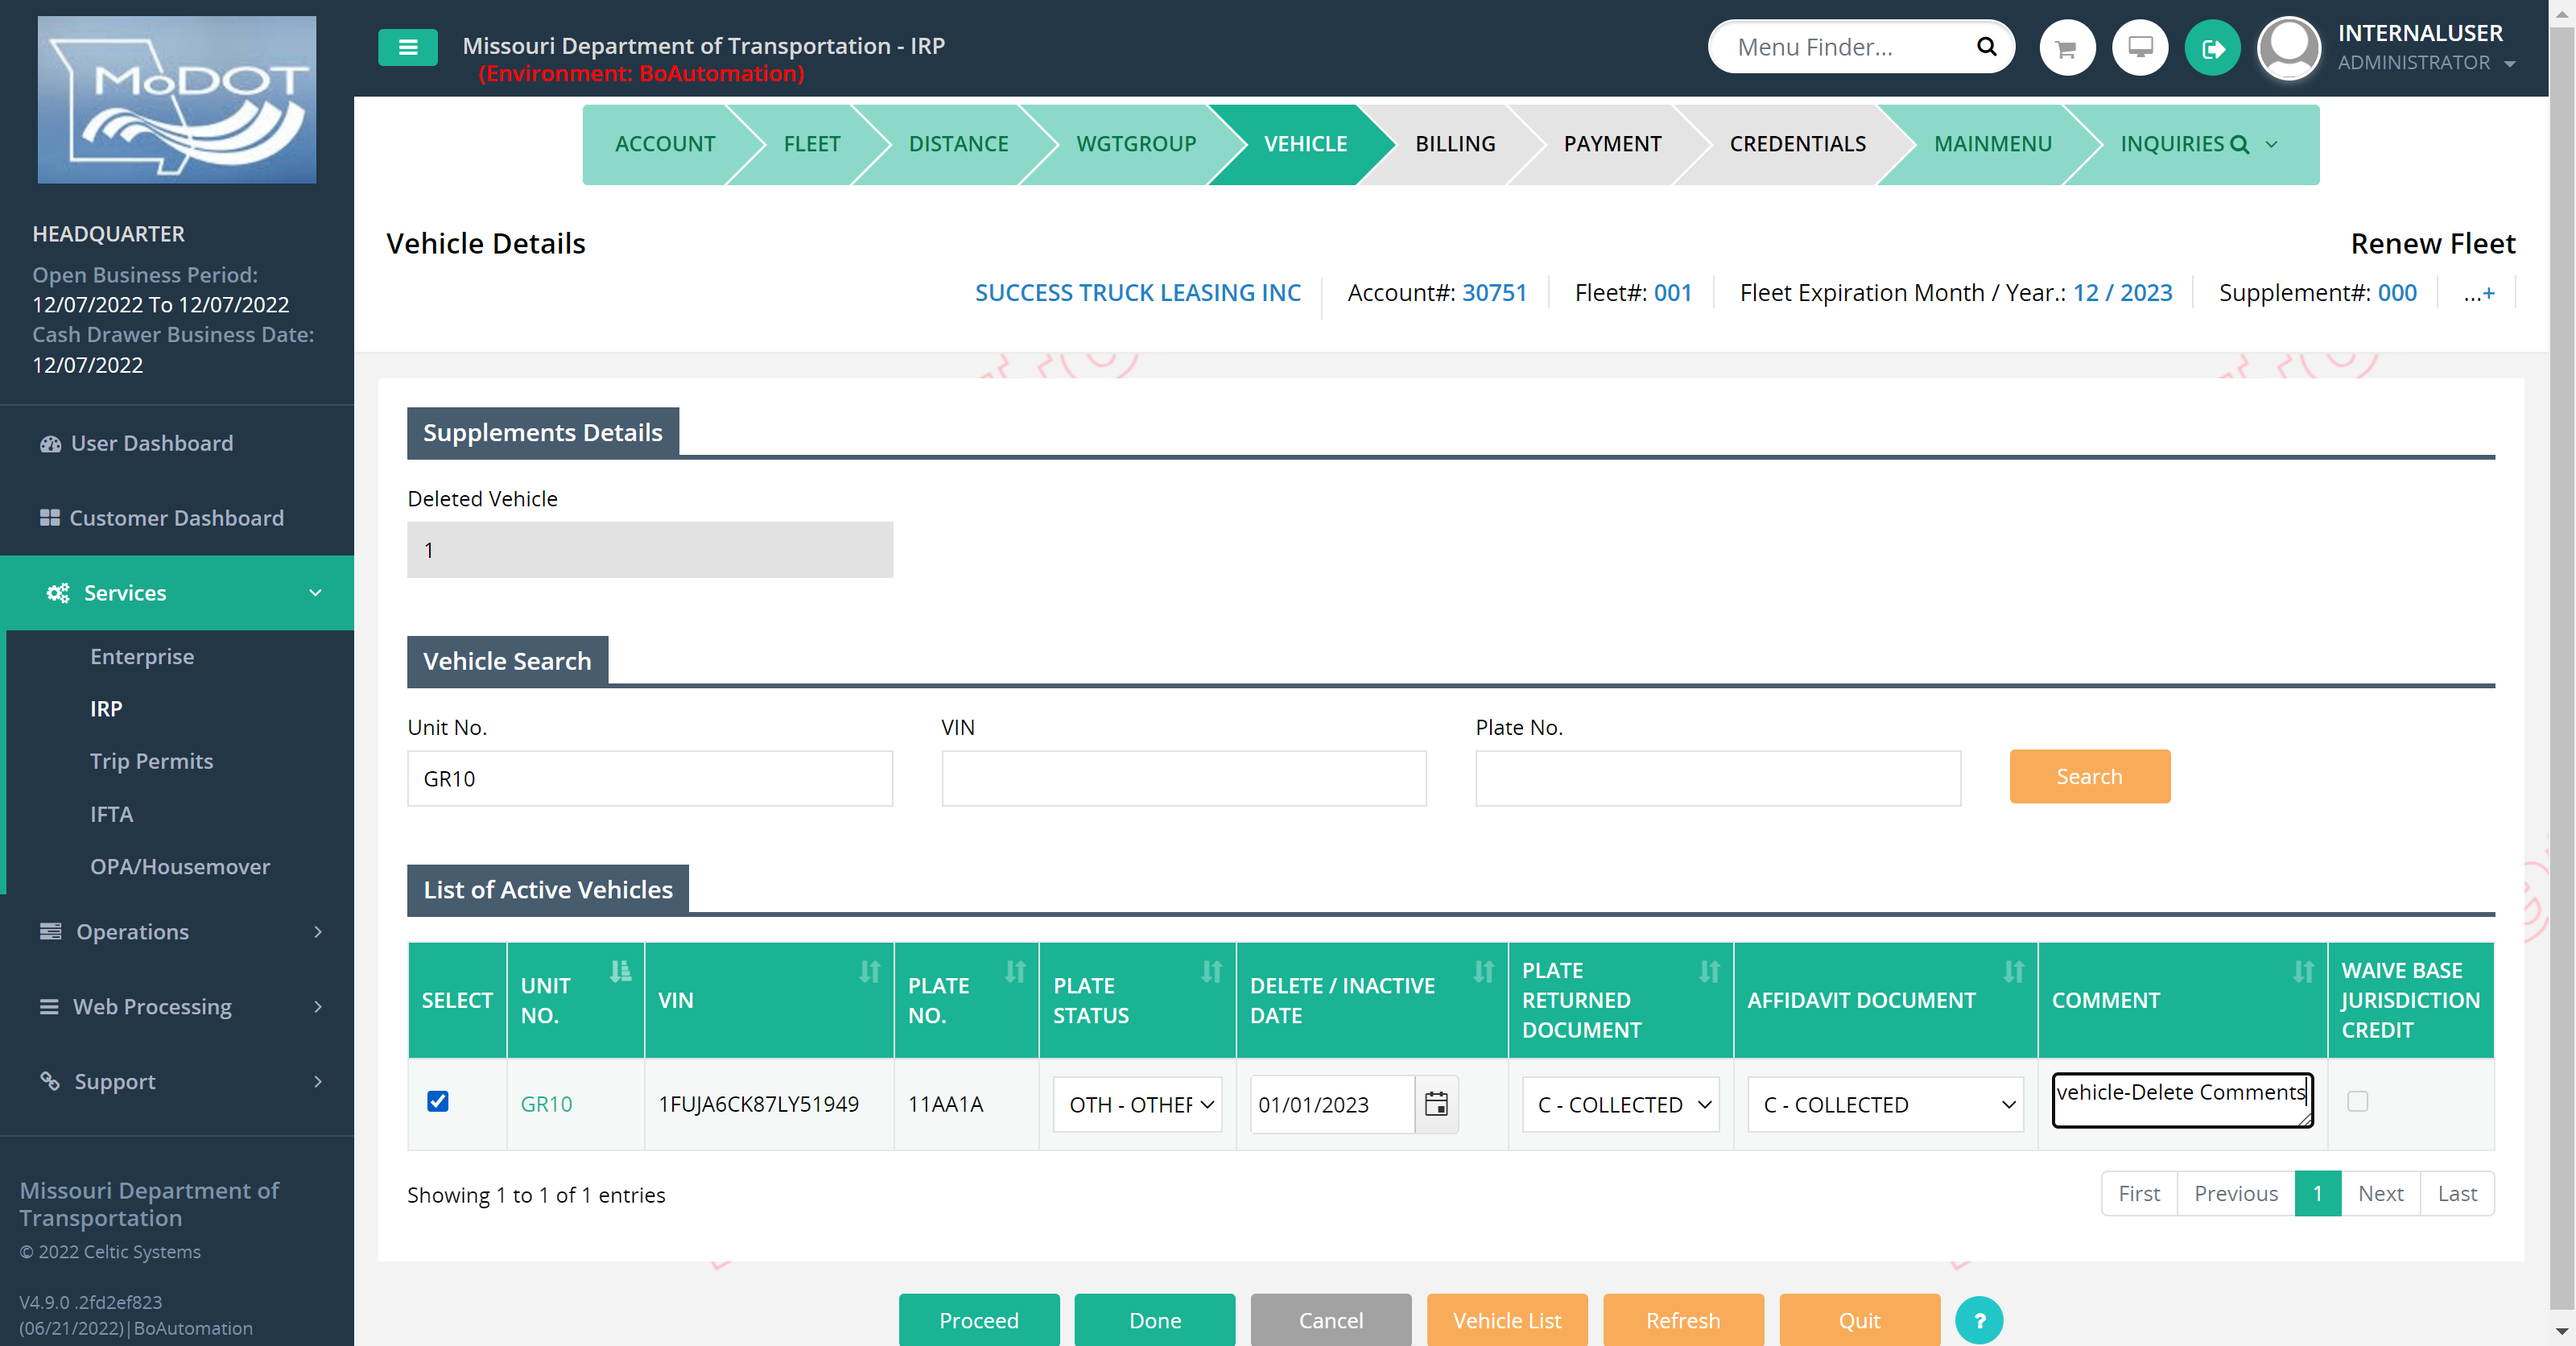 MoDOT
HEADQUARTER
Open Business Period:
12/07/2022 To 12/07/2022
Cash Drawer Business Date:
12/07/2022
User Dashboard
Customer Dashboard
Services
Enterprise
IRP
Trip Permits
IFTA
OPA/Housemover
Operations
Web Processing
Support
Missouri Department of
Transportation
© 2022 Celtic Systems
V4.9.0 .2fd2ef823
(06/21/2022)|BoAutomation
Missouri Department of Transportation - IRP
(Environment: BoAutomation)
Menu Finder...
INTERNALUSER
ADMINISTRATOR
ACCOUNT FLEET DISTANCE WGTGROUP VEHICLE BILLING PAYMENT CREDENTIALS MAINMENU INQUIRIES
Vehicle Details
Renew Fleet
SUCCESS TRUCK LEASING INC Account#: 30751 Fleet#: 001 Fleet Expiration Month / Year.: 12 / 2023 Supplement#: 000 ...+
Supplements Details
Deleted Vehicle
1
Vehicle Search
Unit No. VIN Plate No.
GR10
Search
List of Active Vehicles
SELECT
UNIT
NO.
VIN
PLATE
NO.
PLATE
STATUS
DELETE / INACTIVE
DATE
PLATE
RETURNED
DOCUMENT
AFFIDAVIT DOCUMENT
COMMENT
WAIVE BASE
JURISDICTION
CREDIT
GR10 1FUJA6CK87LY51949 11AA1A OTH - OTHER 01/01/2023 C - COLLECTED C - COLLECTED vehicle-Delete Comments
Showing 1 to 1 of 1 entries
First Previous 1 Next Last
Proceed Done Cancel Vehicle List Refresh Quit ?